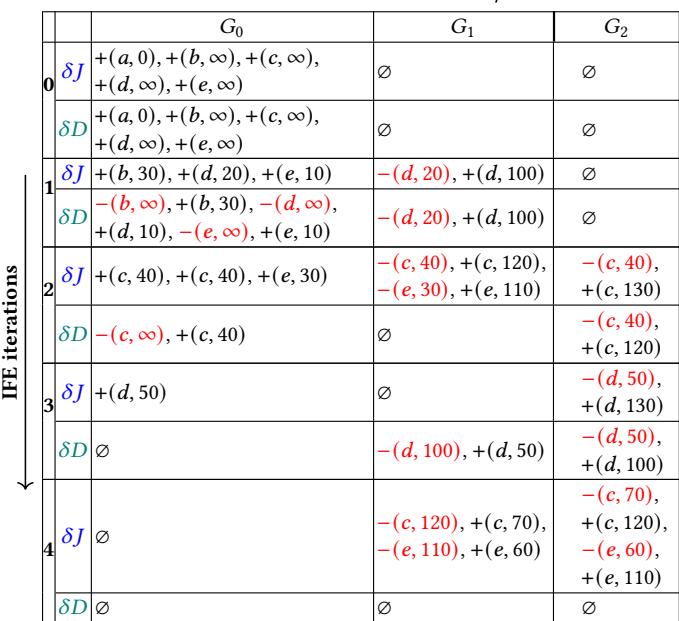 G₀ G₁ G₂
0 δJ +(a, 0), +(b, ∞), +(c, ∞), ∅ ∅
+(d, ∞), +(e, ∞)
δD +(a, 0), +(b, ∞), +(c, ∞), ∅ ∅
+(d, ∞), +(e, ∞)
1 δJ +(b, 30), +(d, 20), +(e, 10) −(d, 20), +(d, 100) ∅
δD −(b, ∞), +(b, 30), −(d, ∞), −(d, 20), +(d, 100) ∅
+(d, 10), −(e, ∞), +(e, 10)
2 δJ +(c, 40), +(c, 40), +(e, 30) −(c, 40), +(c, 120), −(c, 40),
−(e, 30), +(e, 110) +(c, 130)
δD −(c, ∞), +(c, 40) ∅ −(c, 40),
+(c, 120)
3 δJ +(d, 50) ∅ −(d, 50),
+(d, 130)
δD ∅ −(d, 100), +(d, 50) −(d, 50),
+(d, 100)
4 δJ ∅ −(c, 120), +(c, 70), −(c, 70),
−(e, 110), +(e, 60) +(c, 120),
−(e, 60),
+(e, 110)
δD ∅ ∅ ∅
IFE iterations